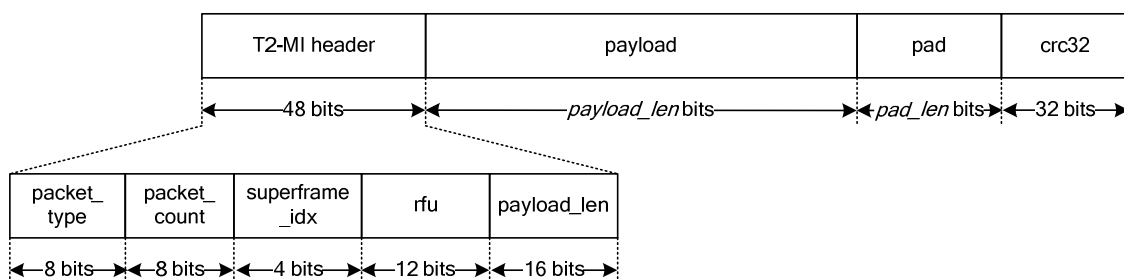 T2-MI header payload pad crc32
48 bits payload_len bits pad_len bits 32 bits
packet_
type
packet_
count
superframe
_idx
rfu
payload_len
8 bits 8 bits 4 bits 12 bits 16 bits